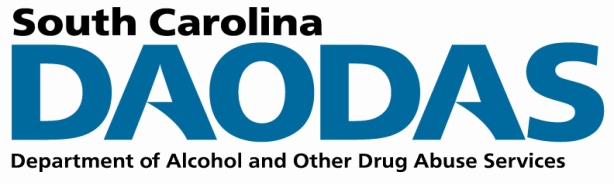 South Carolina
DAODAS
Department of Alcohol and Other Drug Abuse Services